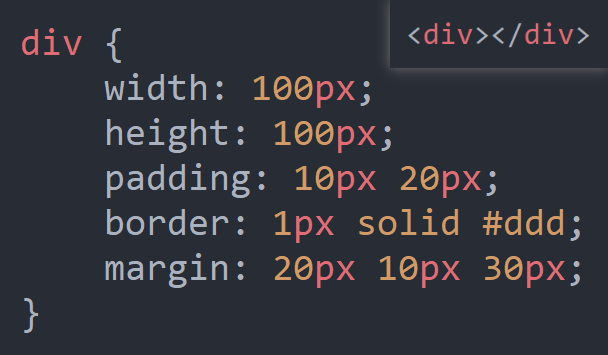 div {
    width: 100px;
    height: 100px;
    padding: 10px 20px;
    border: 1px solid #ddd;
    margin: 20px 10px 30px;
}
<div></div>